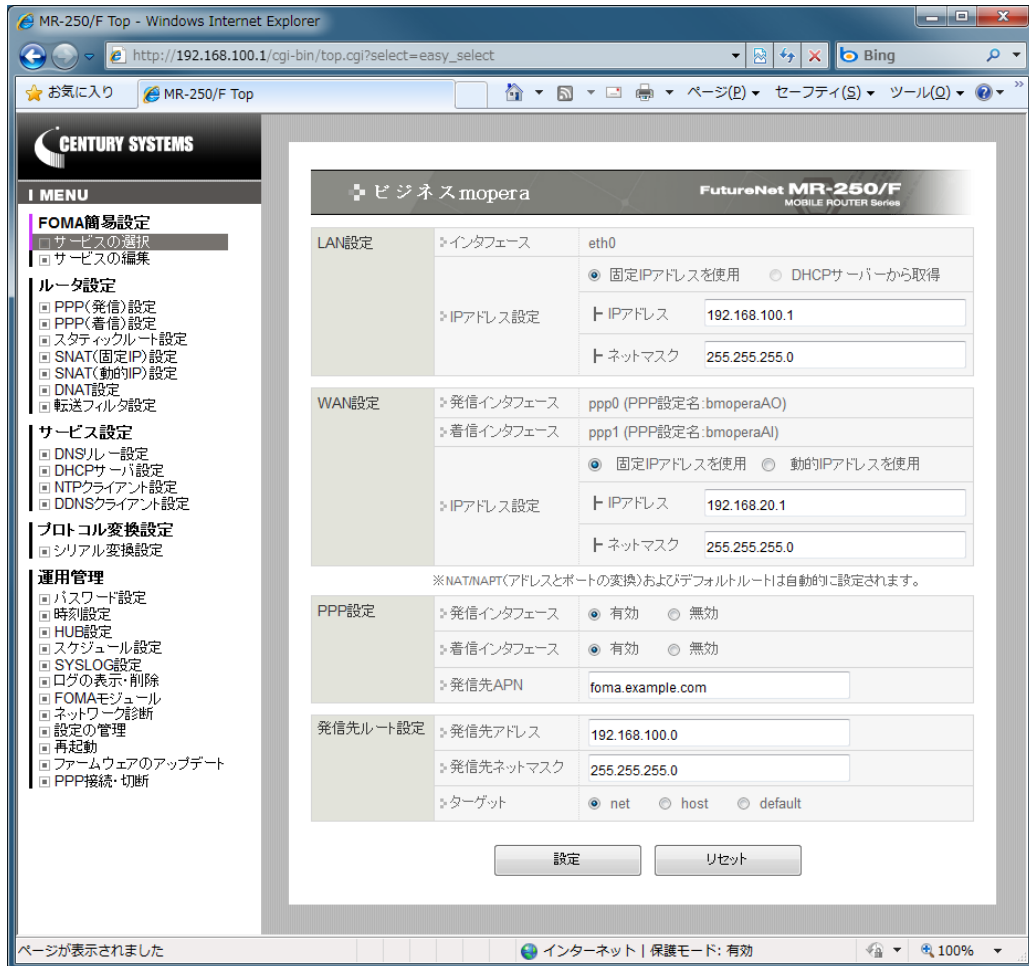 MR-250/F Top - Windows Internet Explorer
http://192.168.100.1/cgi-bin/top.cgi?select=easy_select
Bing
お気に入り
MR-250/F Top
ページ(P)
セーフティ(S)
ツール(O)
CENTURY SYSTEMS
MENU
FOMA簡易設定
サービスの選択
サービスの編集
ルータ設定
PPP(発信)設定
PPP(着信)設定
スタティックルート設定
SNAT(固定IP)設定
SNAT(動的IP)設定
DNAT設定
転送フィルタ設定
サービス設定
DNSリレー設定
DHCPサーバ設定
NTPクライアント設定
DDNSクライアント設定
プロトコル変換設定
シリアル変換設定
運用管理
パスワード設定
時刻設定
HUB設定
スケジュール設定
SYSLOG設定
ログの表示・削除
FOMAモジュール
ネットワーク診断
設定の管理
再起動
ファームウェアのアップデート
PPP接続・切断
ビジネスmopera
FutureNet MR-250/F
MOBILE ROUTER Series
LAN設定 インタフェース eth0
固定IPアドレスを使用 DHCPサーバーから取得
IPアドレス設定 IPアドレス 192.168.100.1
ネットマスク 255.255.255.0
WAN設定 発信インタフェース ppp0 (PPP設定名:bmoperaAO)
着信インタフェース ppp1 (PPP設定名:bmoperaAI)
固定IPアドレスを使用 動的IPアドレスを使用
IPアドレス設定 IPアドレス 192.168.20.1
ネットマスク 255.255.255.0
※NAT/NAPT(アドレスとポートの変換)およびデフォルトルートは自動的に設定されます。
PPP設定 発信インタフェース 有効 無効
着信インタフェース 有効 無効
発信先APN foma.example.com
発信先ルート設定 発信先アドレス 192.168.100.0
発信先ネットマスク 255.255.255.0
ターゲット net host default
設定 リセット
ページが表示されました
インターネット | 保護モード: 有効
100%